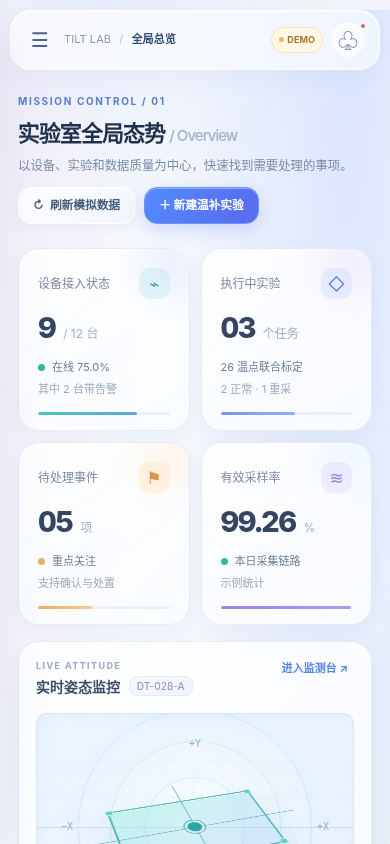 TILT LAB / 全局总览
DEMO
MISSION CONTROL / 01
实验室全局态势 / Overview
以设备、实验和数据质量为中心，快速找到需要处理的事项。
刷新模拟数据
＋ 新建温补实验
设备接入状态
9 / 12 台
在线 75.0%
其中 2 台带告警
执行中实验
03 个任务
26 温点联合标定
2 正常 · 1 重采
待处理事件
05 项
重点关注
支持确认与处置
有效采样率
99.26 %
本日采集链路
示例统计
LIVE ATTITUDE
实时姿态监控 DT-028-A
进入监测台 ↗
+Y
−X
+X